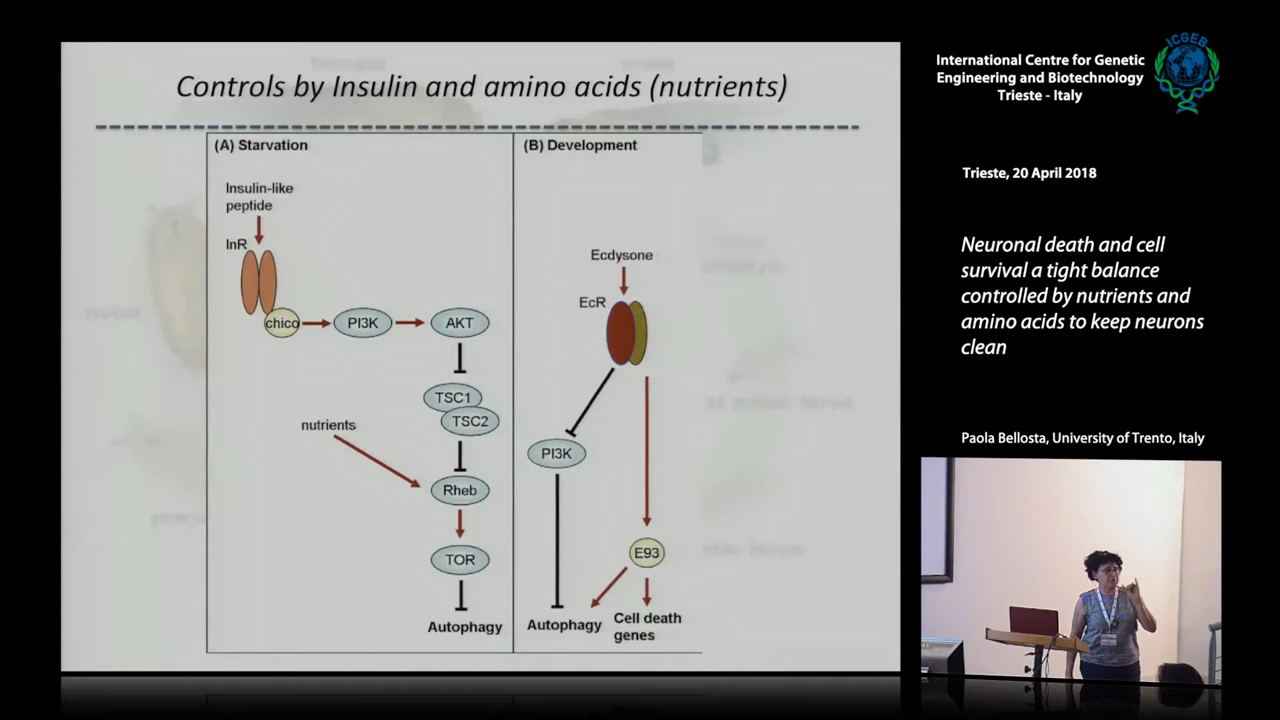 Controls by Insulin and amino acids (nutrients)
(A) Starvation
Insulin-like
peptide
InR
chico
PI3K
AKT
TSC1
TSC2
nutrients
Rheb
TOR
Autophagy
(B) Development
Ecdysone
EcR
PI3K
E93
Autophagy
Cell death
genes
International Centre for Genetic
Engineering and Biotechnology
Trieste - Italy
ICGEB
Trieste, 20 April 2018
Neuronal death and cell
survival a tight balance
controlled by nutrients and
amino acids to keep neurons
clean
Paola Bellosta, University of Trento, Italy